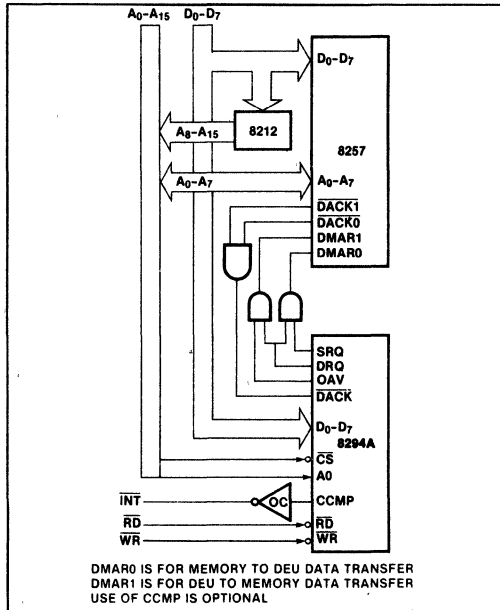 A0–A15 D0–D7
D0–D7
8212
A8–A15
8257
A0–A7
A0–A7
DACK1
DACK0
DMAR1
DMAR0
SRQ
DRQ
OAV
DACK
D0–D7
8294A
CS
A0
INT
OC
CCMP
RD
RD
WR
WR
DMAR0 IS FOR MEMORY TO DEU DATA TRANSFER
DMAR1 IS FOR DEU TO MEMORY DATA TRANSFER
USE OF CCMP IS OPTIONAL